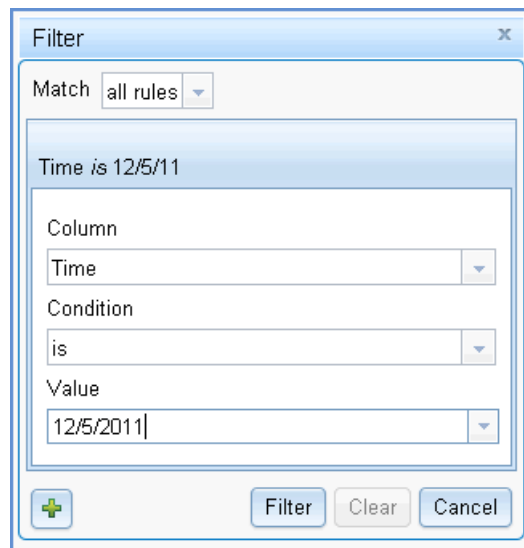 Filter x
Match all rules
Time is 12/5/11
Column
Time
Condition
is
Value
12/5/2011
Filter Clear Cancel